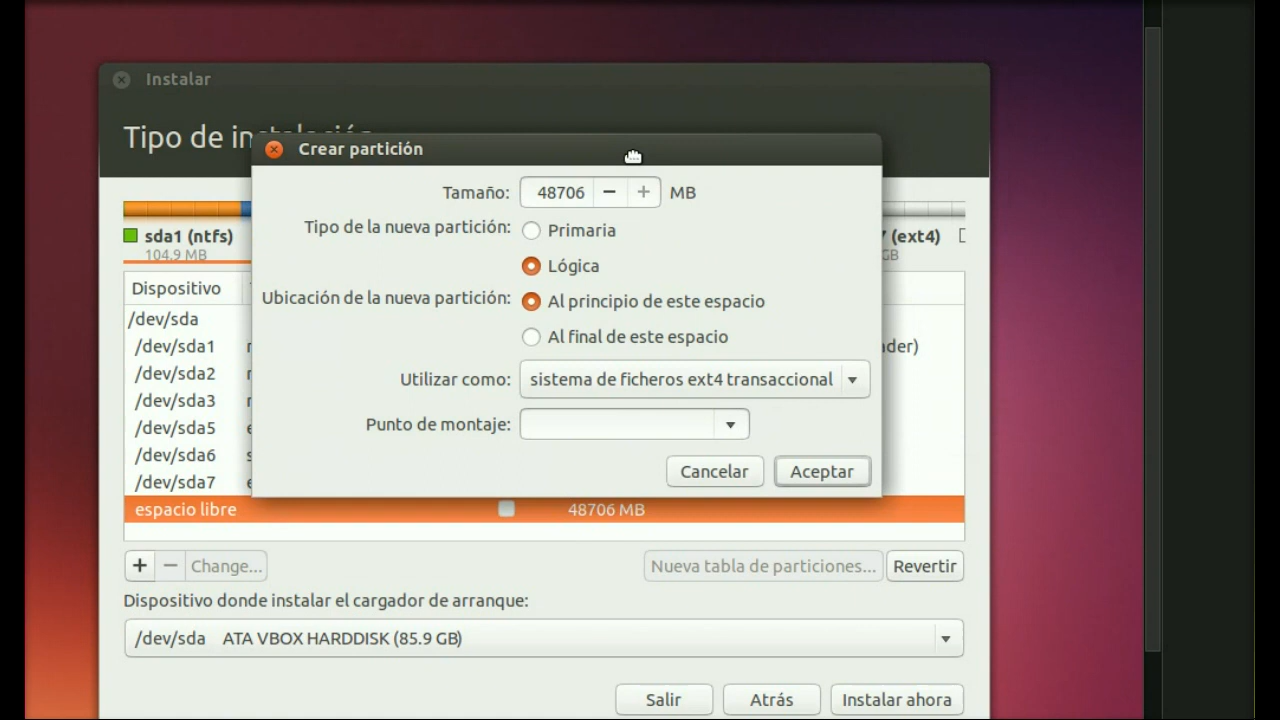 Instalar
Tipo de
Crear partición
Tamaño: 48706 − + MB
Tipo de la nueva partición: Primaria
Lógica
Ubicación de la nueva partición: Al principio de este espacio
Al final de este espacio
Utilizar como: sistema de ficheros ext4 transaccional
Punto de montaje:
Cancelar Aceptar
sda1 (ntfs) (ext4)
104.9 MB GB
Dispositivo
/dev/sda
/dev/sda1 ader)
/dev/sda2
/dev/sda3
/dev/sda5
/dev/sda6
/dev/sda7
espacio libre 48706 MB
+ − Change... Nueva tabla de particiones... Revertir
Dispositivo donde instalar el cargador de arranque:
/dev/sda ATA VBOX HARDDISK (85.9 GB)
Salir Atrás Instalar ahora